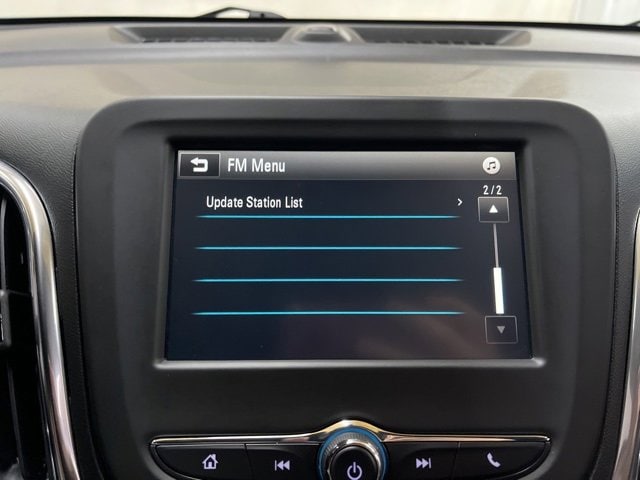 FM Menu
2/2
Update Station List